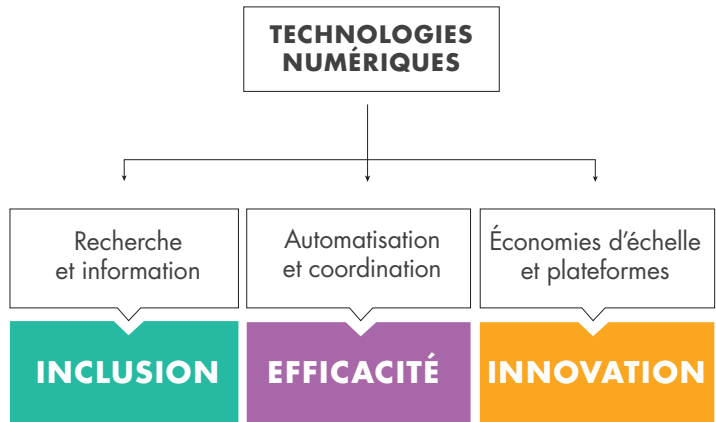 TECHNOLOGIES
NUMÉRIQUES
Recherche
et information
Automatisation
et coordination
Économies d'échelle
et plateformes
INCLUSION
EFFICACITÉ
INNOVATION